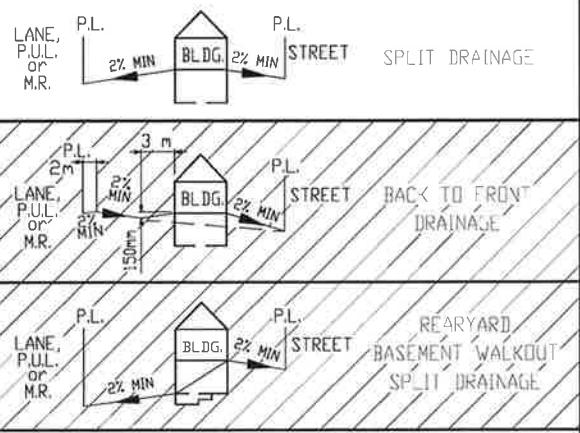 P.L.
P.L.
LANE,
P.U.L.
or
M.R.
2% MIN
BLDG.
2% MIN
STREET
SPLIT DRAINAGE
P.L.
2 m
3 m
P.L.
LANE,
P.U.L.
or
M.R.
2%
MIN
2%
MIN
150mm
BLDG.
2% MIN
STREET
BACK TO FRONT
DRAINAGE
P.L.
P.L.
LANE,
P.U.L.
or
M.R.
2% MIN
BLDG.
2% MIN
STREET
REARYARD
BASEMENT WALKOUT
SPLIT DRAINAGE